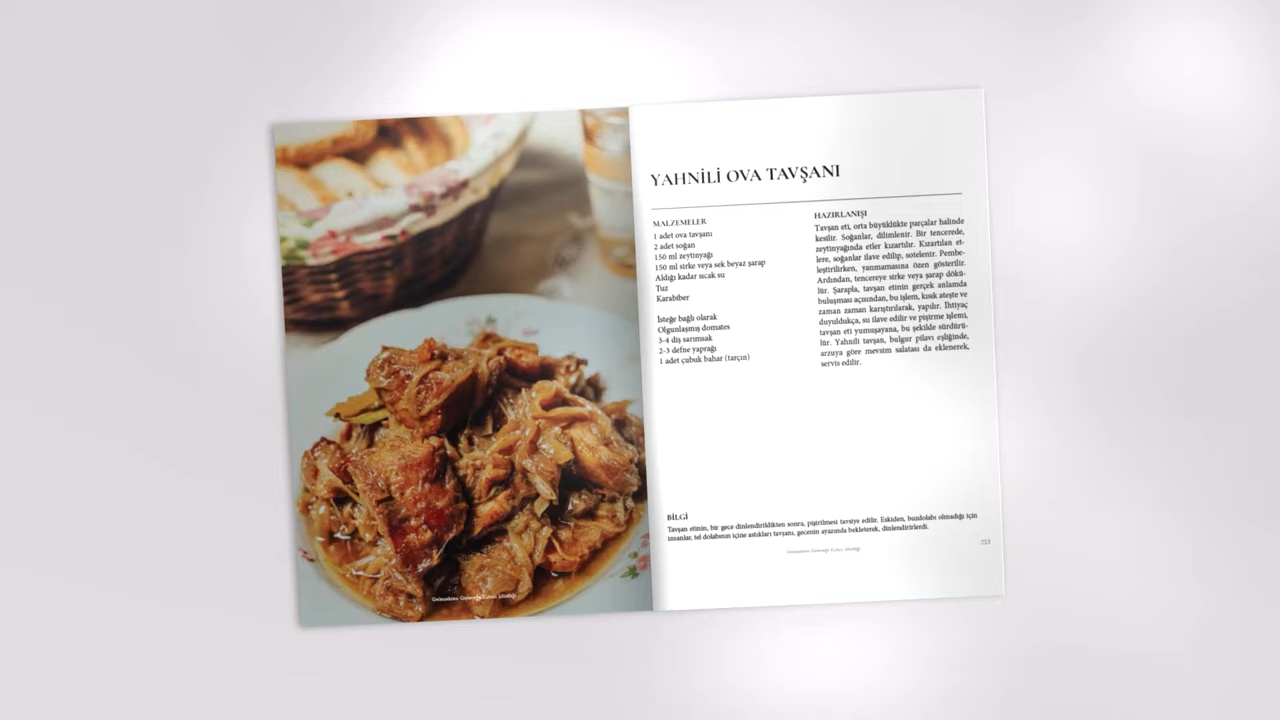 YAHNİLİ OVA TAVŞANI
MALZEMELER
1 adet ova tavşanı
2 adet soğan
150 ml zeytinyağı
150 ml sirke veya sek beyaz şarap
Aldığı kadar sıcak su
Tuz
Karabiber
İsteğe bağlı olarak
Olgunlaşmış domates
3-4 diş sarımsak
2-3 defne yaprağı
1 adet çubuk bahar (tarçın)
HAZIRLANIŞI
Tavşan eti, orta büyüklükte parçalar halinde
kesilir. Soğanlar, dilimlenir. Bir tencerede,
zeytinyağında etler kızartılır. Kızartılan et-
lere, soğanlar ilave edilip, sotelenir. Pembe-
leştirilirken, yanmamasına özen gösterilir.
Ardından, tencereye sirke veya şarap dökü-
lür. Şarapla, tavşan etinin gerçek anlamda
buluşması açısından, bu işlem, kısık ateşte ve
zaman zaman karıştırılarak, yapılır. İhtiyaç
duyuldukça, su ilave edilir ve pişirme işlemi,
tavşan eti yumuşayana, bu şekilde sürdürü-
lür. Yahnili tavşan, bulgur pilavı eşliğinde,
arzuya göre mevsim salatası da eklenerek,
servis edilir.
BİLGİ
Tavşan etinin, bir gece dinlendirildikten sonra, pişirilmesi tavsiye edilir. Eskiden, buzdolabı olmadığı için
insanlar, tel dolabının içine astıkları tavşanı, gecenin ayazında bekleterek, dinlendirirlerdi.
213